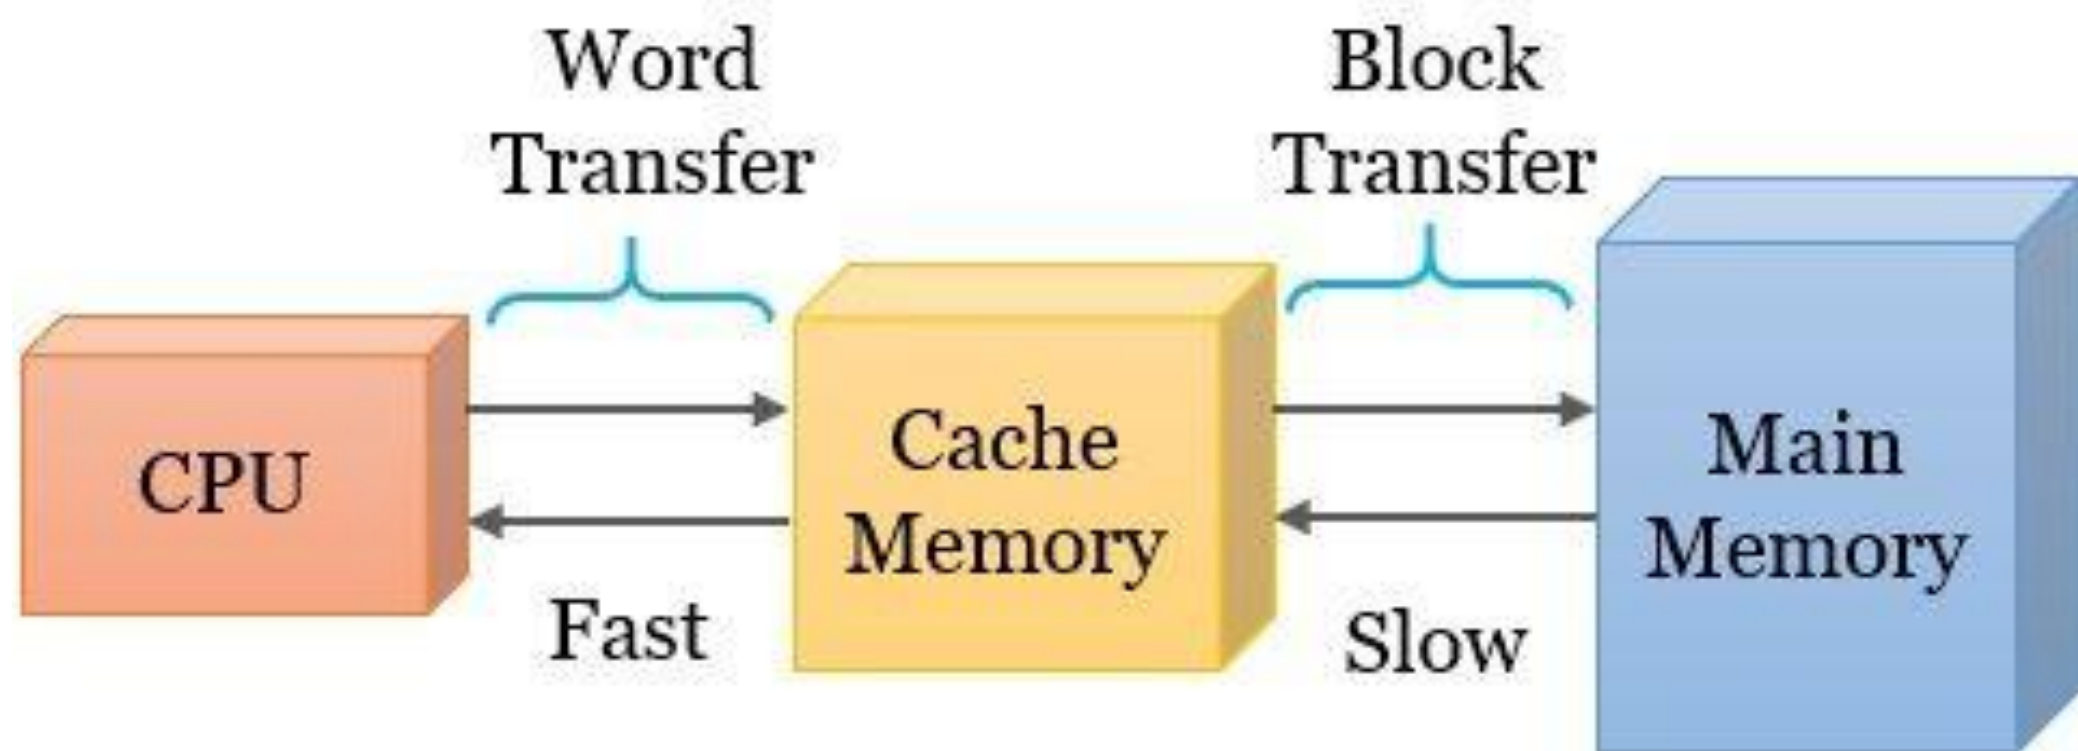 Word
Transfer
Block
Transfer
CPU
Cache
Memory
Main
Memory
Fast
Slow